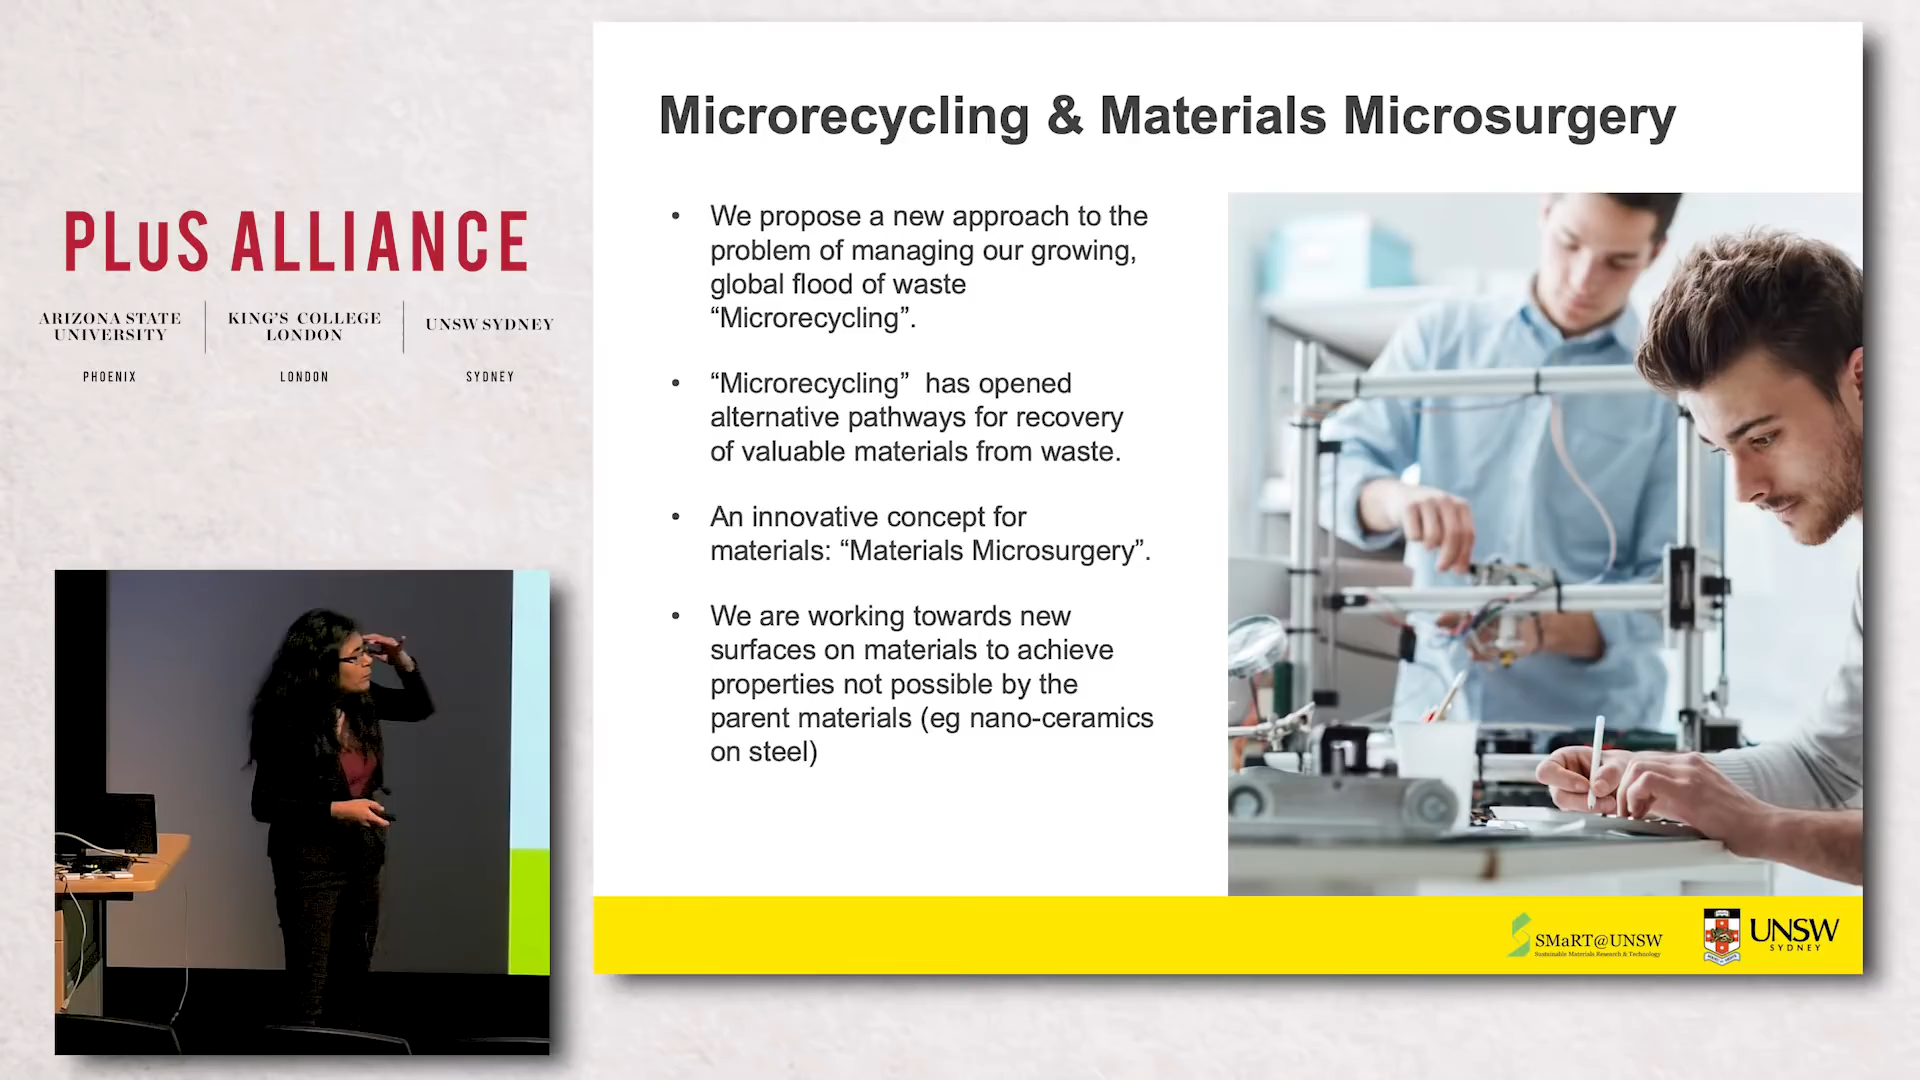 PLuS ALLIANCE
ARIZONA STATE
UNIVERSITY
PHOENIX
KING'S COLLEGE
LONDON
LONDON
UNSW SYDNEY
SYDNEY
Microrecycling & Materials Microsurgery
• We propose a new approach to the
problem of managing our growing,
global flood of waste
“Microrecycling”.
• “Microrecycling”  has opened
alternative pathways for recovery
of valuable materials from waste.
• An innovative concept for
materials: “Materials Microsurgery”.
• We are working towards new
surfaces on materials to achieve
properties not possible by the
parent materials (eg nano-ceramics
on steel)
SMaRT@UNSW
Sustainable Materials Research & Technology
UNSW
SYDNEY